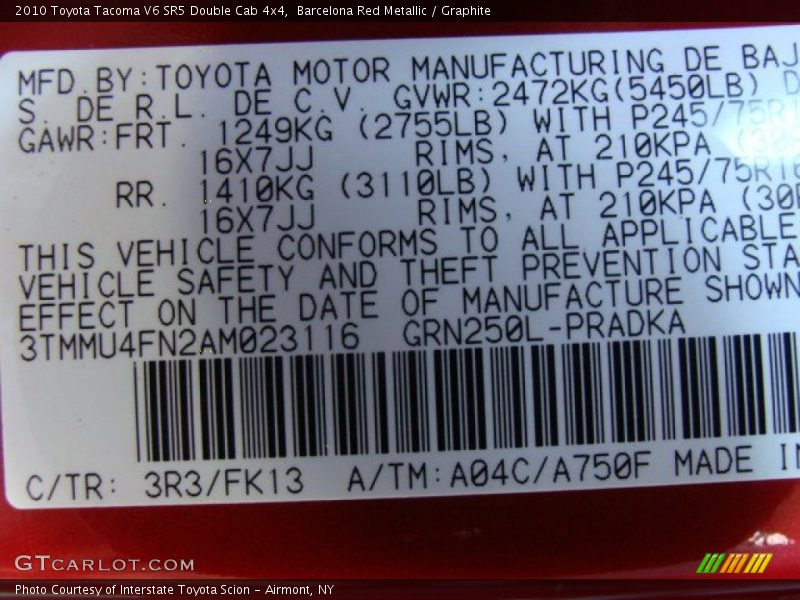 2010 Toyota Tacoma V6 SR5 Double Cab 4x4, Barcelona Red Metallic / Graphite
MFD.BY:TOYOTA MOTOR MANUFACTURING DE BAJ
S. DE R.L. DE C.V. GVWR:2472KG(5450LB)
GAWR:FRT. 1249KG (2755LB) WITH P245/75R1
16X7JJ RIMS, AT 210KPA
RR. 1410KG (3110LB) WITH P245/75R16
16X7JJ RIMS, AT 210KPA (30
THIS VEHICLE CONFORMS TO ALL APPLICABLE
VEHICLE SAFETY AND THEFT PREVENTION STA
EFFECT ON THE DATE OF MANUFACTURE SHOWN
3TMMU4FN2AM023116 GRN250L-PRADKA
C/TR: 3R3/FK13 A/TM:A04C/A750F MADE IN
GTCARLOT.COM
Photo Courtesy of Interstate Toyota Scion - Airmont, NY